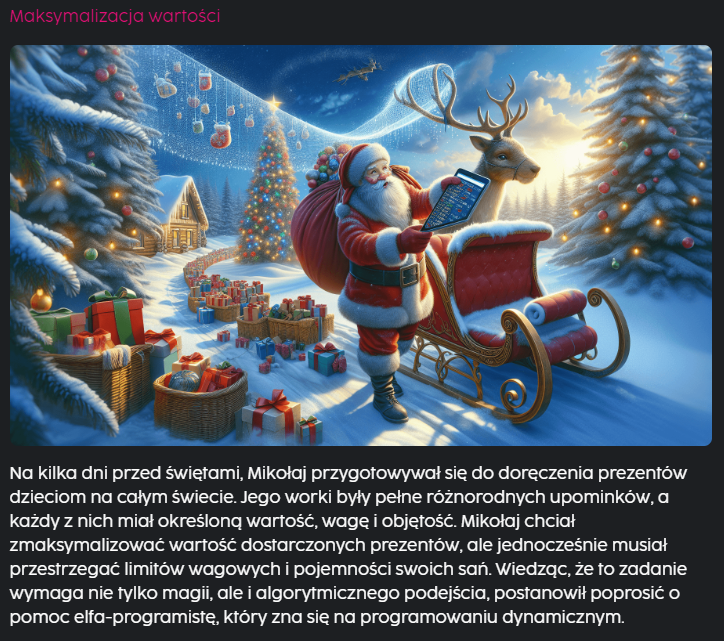 Maksymalizacja wartości
Na kilka dni przed świętami, Mikołaj przygotowywał się do doręczenia prezentów
dzieciom na całym świecie. Jego worki były pełne różnorodnych upominków, a
każdy z nich miał określoną wartość, wagę i objętość. Mikołaj chciał
zmaksymalizować wartość dostarczonych prezentów, ale jednocześnie musiał
przestrzegać limitów wagowych i pojemności swoich sań. Wiedząc, że to zadanie
wymaga nie tylko magii, ale i algorytmicznego podejścia, postanowił poprosić o
pomoc elfa-programistę, który zna się na programowaniu dynamicznym.